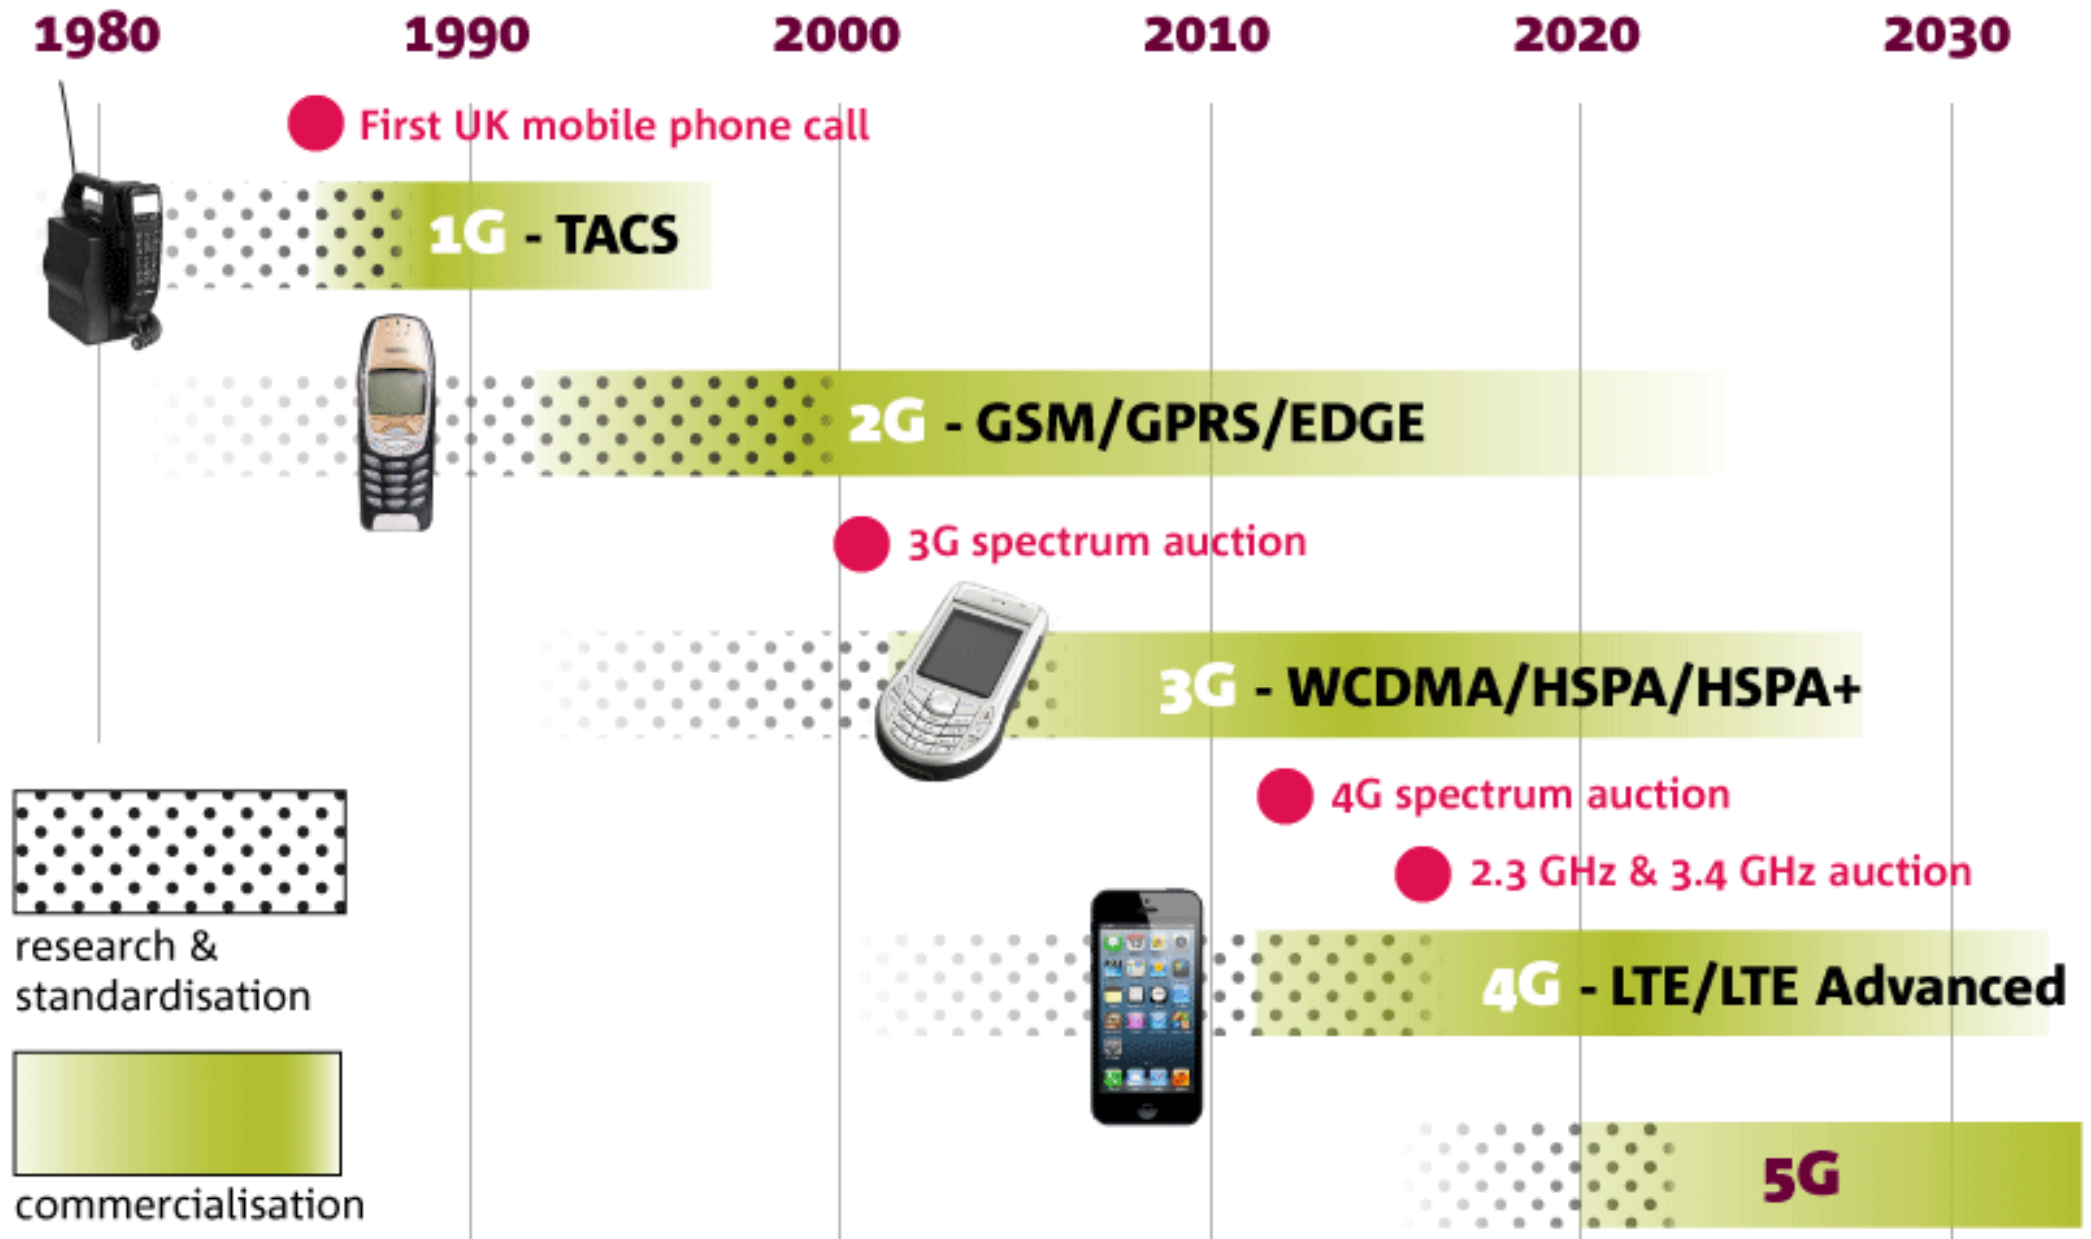 1980 1990 2000 2010 2020 2030
First UK mobile phone call
1G - TACS
2G - GSM/GPRS/EDGE
3G spectrum auction
3G - WCDMA/HSPA/HSPA+
4G spectrum auction
2.3 GHz & 3.4 GHz auction
4G - LTE/LTE Advanced
5G
research &
standardisation
commercialisation